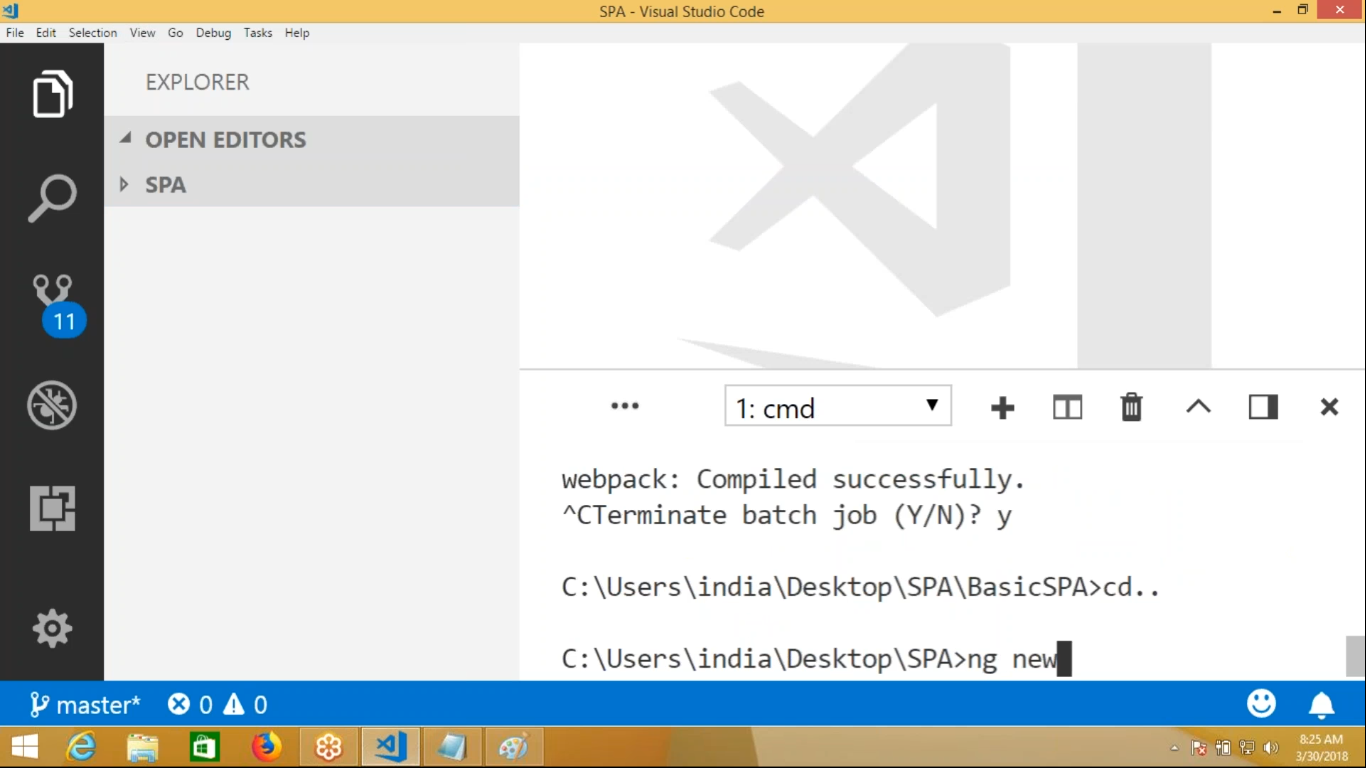 SPA - Visual Studio Code
File Edit Selection View Go Debug Tasks Help
EXPLORER
OPEN EDITORS
SPA
11
1: cmd
webpack: Compiled successfully.
^CTerminate batch job (Y/N)? y
C:\Users\india\Desktop\SPA\BasicSPA>cd..
C:\Users\india\Desktop\SPA>ng new
master* 0 0
8:25 AM
3/30/2018